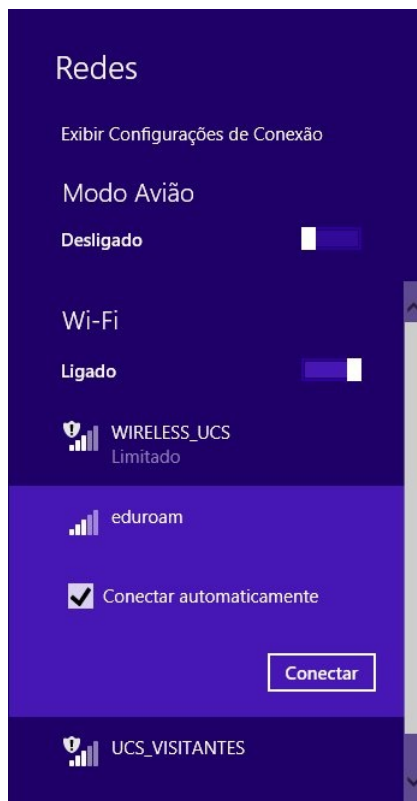 Redes
Exibir Configurações de Conexão
Modo Avião
Desligado
Wi-Fi
Ligado
WIRELESS_UCS
Limitado
eduroam
Conectar automaticamente
Conectar
UCS_VISITANTES